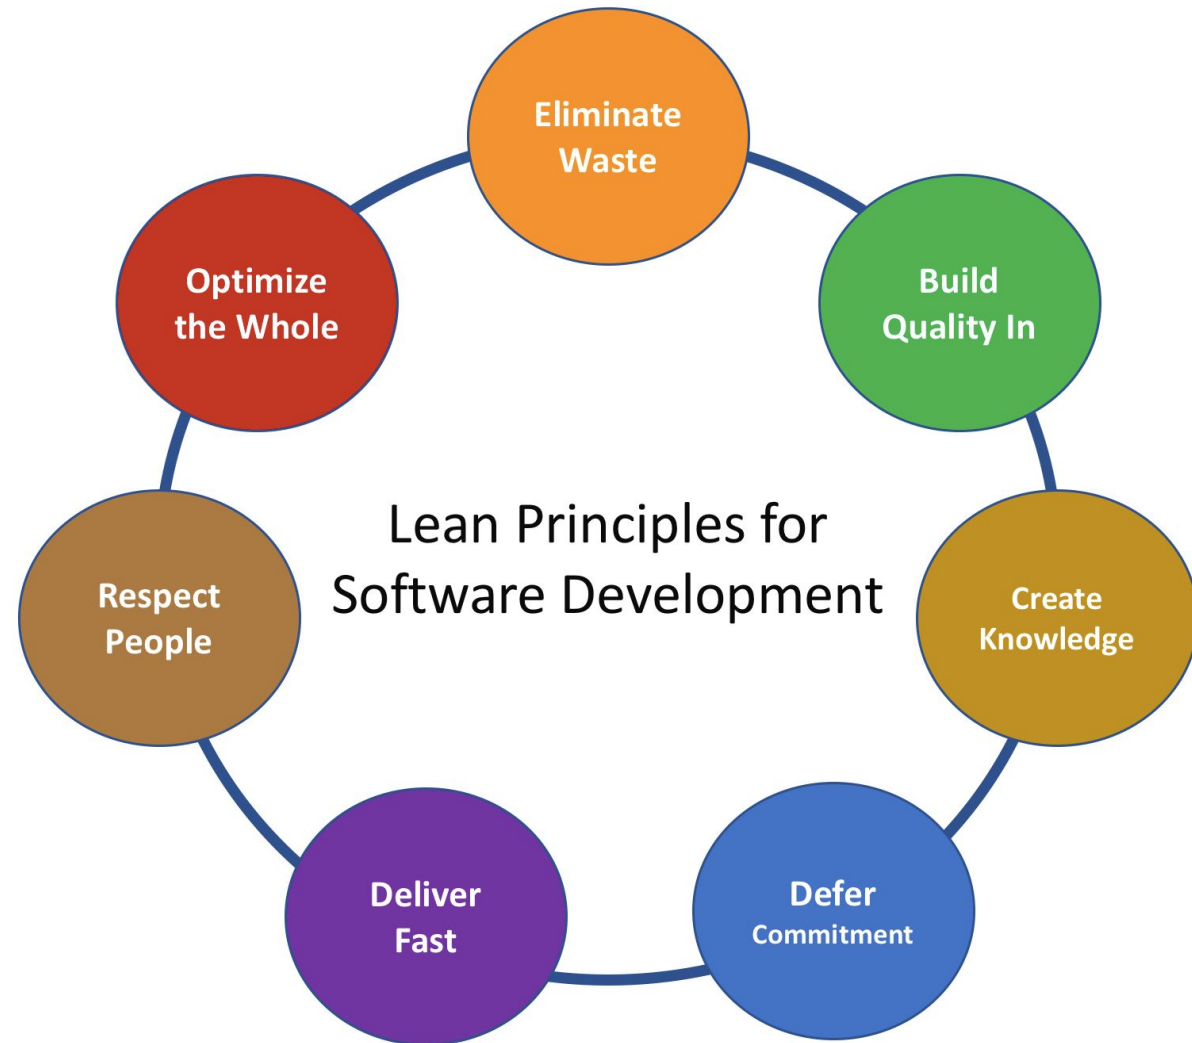 Eliminate
Waste
Build
Quality In
Create
Knowledge
Defer
Commitment
Deliver
Fast
Respect
People
Optimize
the Whole
Lean Principles for
Software Development